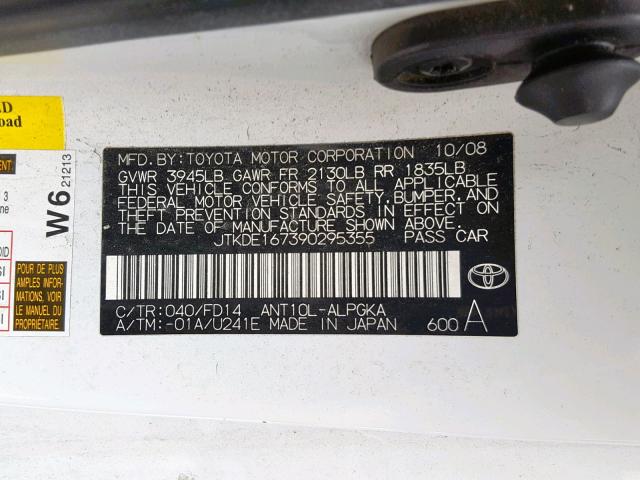 MFD.BY:TOYOTA MOTOR CORPORATION 10/08
GVWR 3945LB GAWR FR 2130LB RR 1835LB
THIS VEHICLE CONFORMS TO ALL APPLICABLE
FEDERAL MOTOR VEHICLE SAFETY,BUMPER,AND
THEFT PREVENTION STANDARDS IN EFFECT ON
THE DATE OF MANUFACTURE SHOWN ABOVE.
JTKDE167390295355 PASS CAR
C/TR:040/FD14 ANT10L-ALPGKA
A/TM:-01A/U241E MADE IN JAPAN
600 A
TOYOTA
W6 21213
POUR DE PLUS
AMPLES INFOR-
MATIONS, VOIR
LE MANUEL DU
PROPRIÉTAIRE